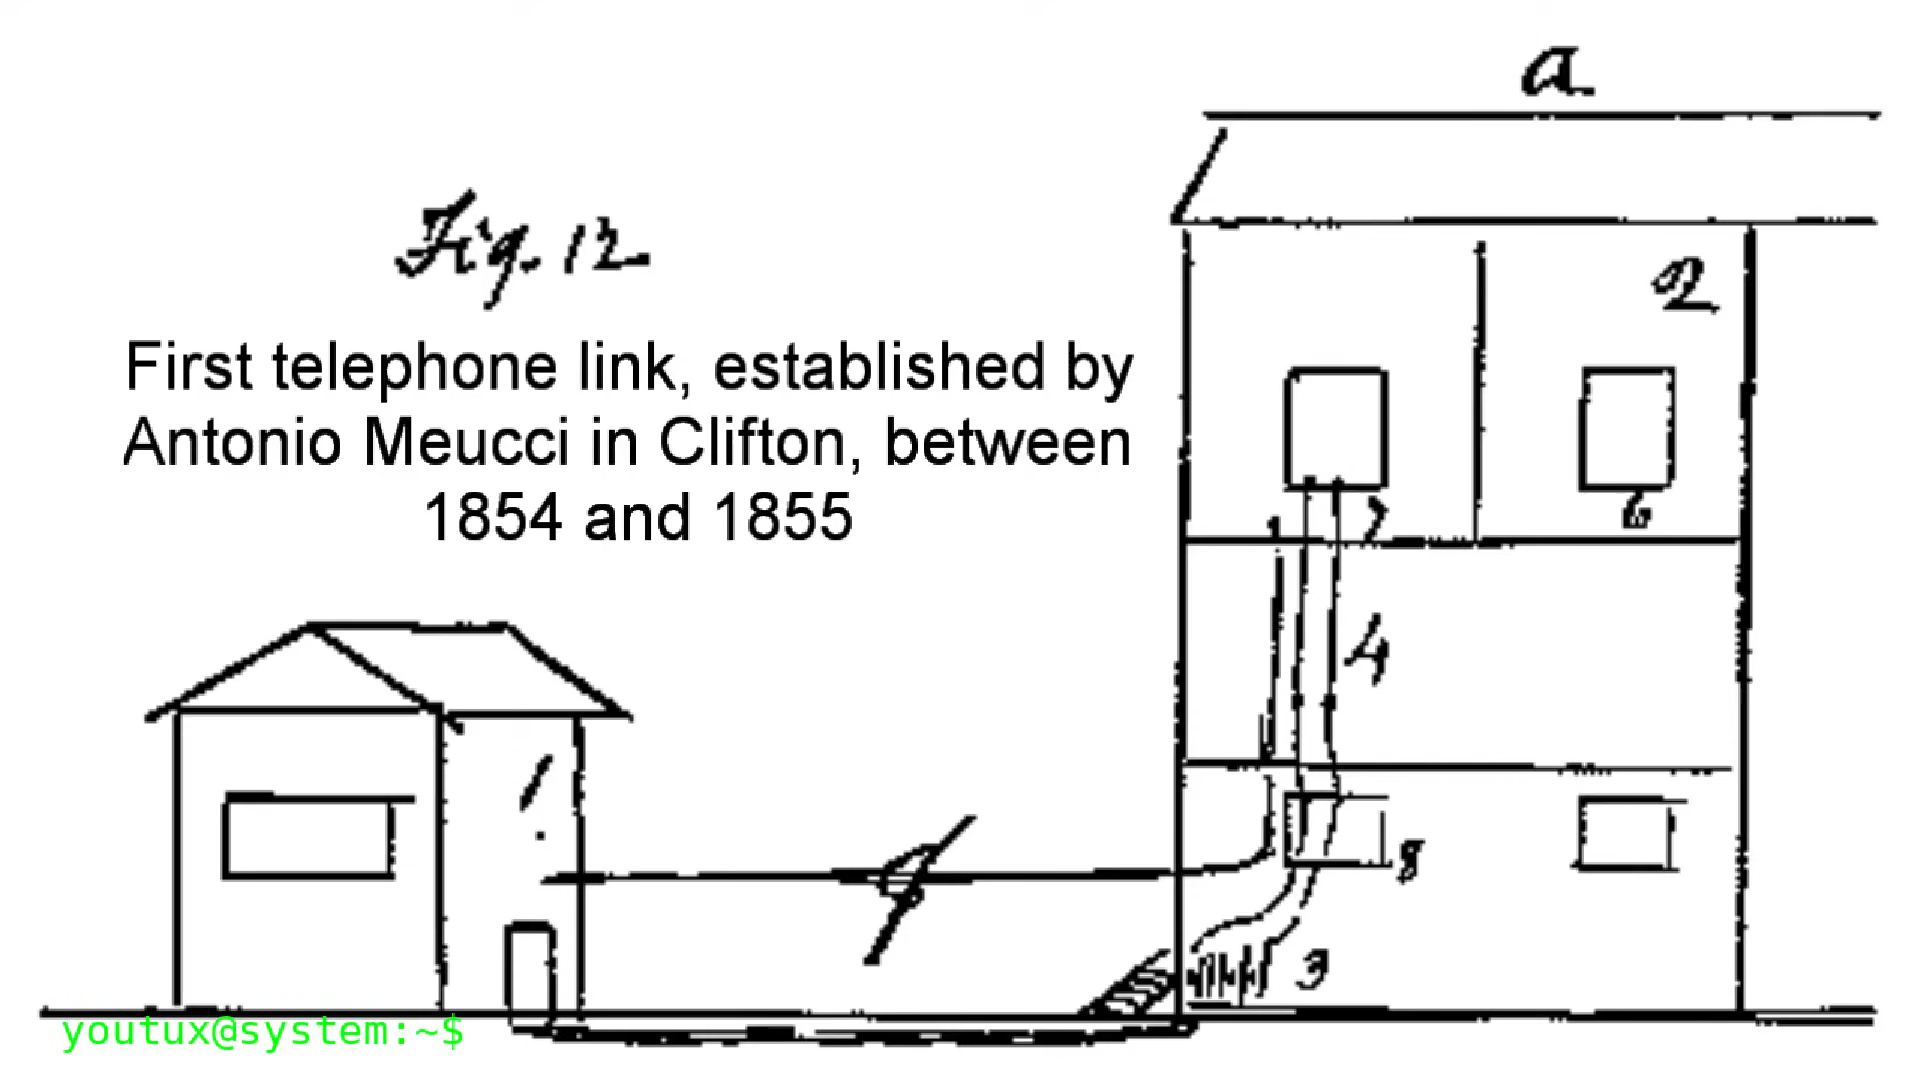 a
Fig. 12
2
First telephone link, established by
Antonio Meucci in Clifton, between
1854 and 1855
7
6
4
1
8
3
youtux@system:~$